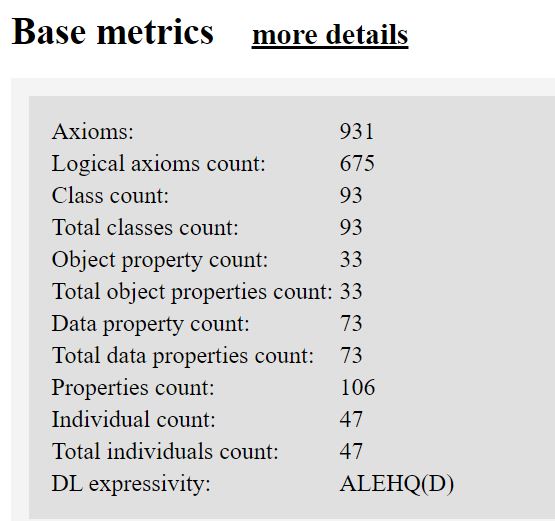 Base metrics more details
Axioms: 931
Logical axioms count: 675
Class count: 93
Total classes count: 93
Object property count: 33
Total object properties count: 33
Data property count: 73
Total data properties count: 73
Properties count: 106
Individual count: 47
Total individuals count: 47
DL expressivity: ALEHQ(D)